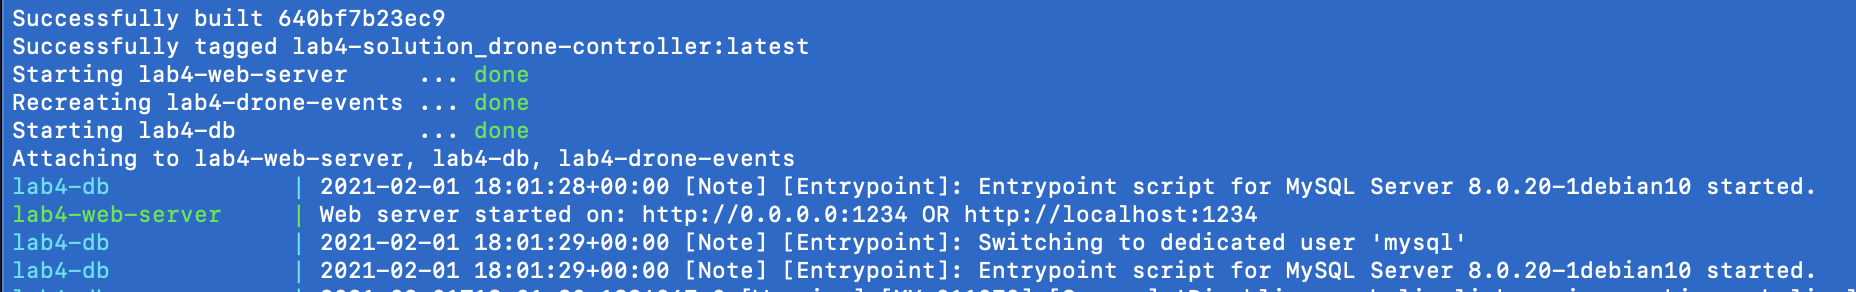 Successfully built 640bf7b23ec9
Successfully tagged lab4-solution_drone-controller:latest
Starting lab4-web-server     ... done
Recreating lab4-drone-events ... done
Starting lab4-db             ... done
Attaching to lab4-web-server, lab4-db, lab4-drone-events
lab4-db             | 2021-02-01 18:01:28+00:00 [Note] [Entrypoint]: Entrypoint script for MySQL Server 8.0.20-1debian10 started.
lab4-web-server     | Web server started on: http://0.0.0.0:1234 OR http://localhost:1234
lab4-db             | 2021-02-01 18:01:29+00:00 [Note] [Entrypoint]: Switching to dedicated user 'mysql'
lab4-db             | 2021-02-01 18:01:29+00:00 [Note] [Entrypoint]: Entrypoint script for MySQL Server 8.0.20-1debian10 started.